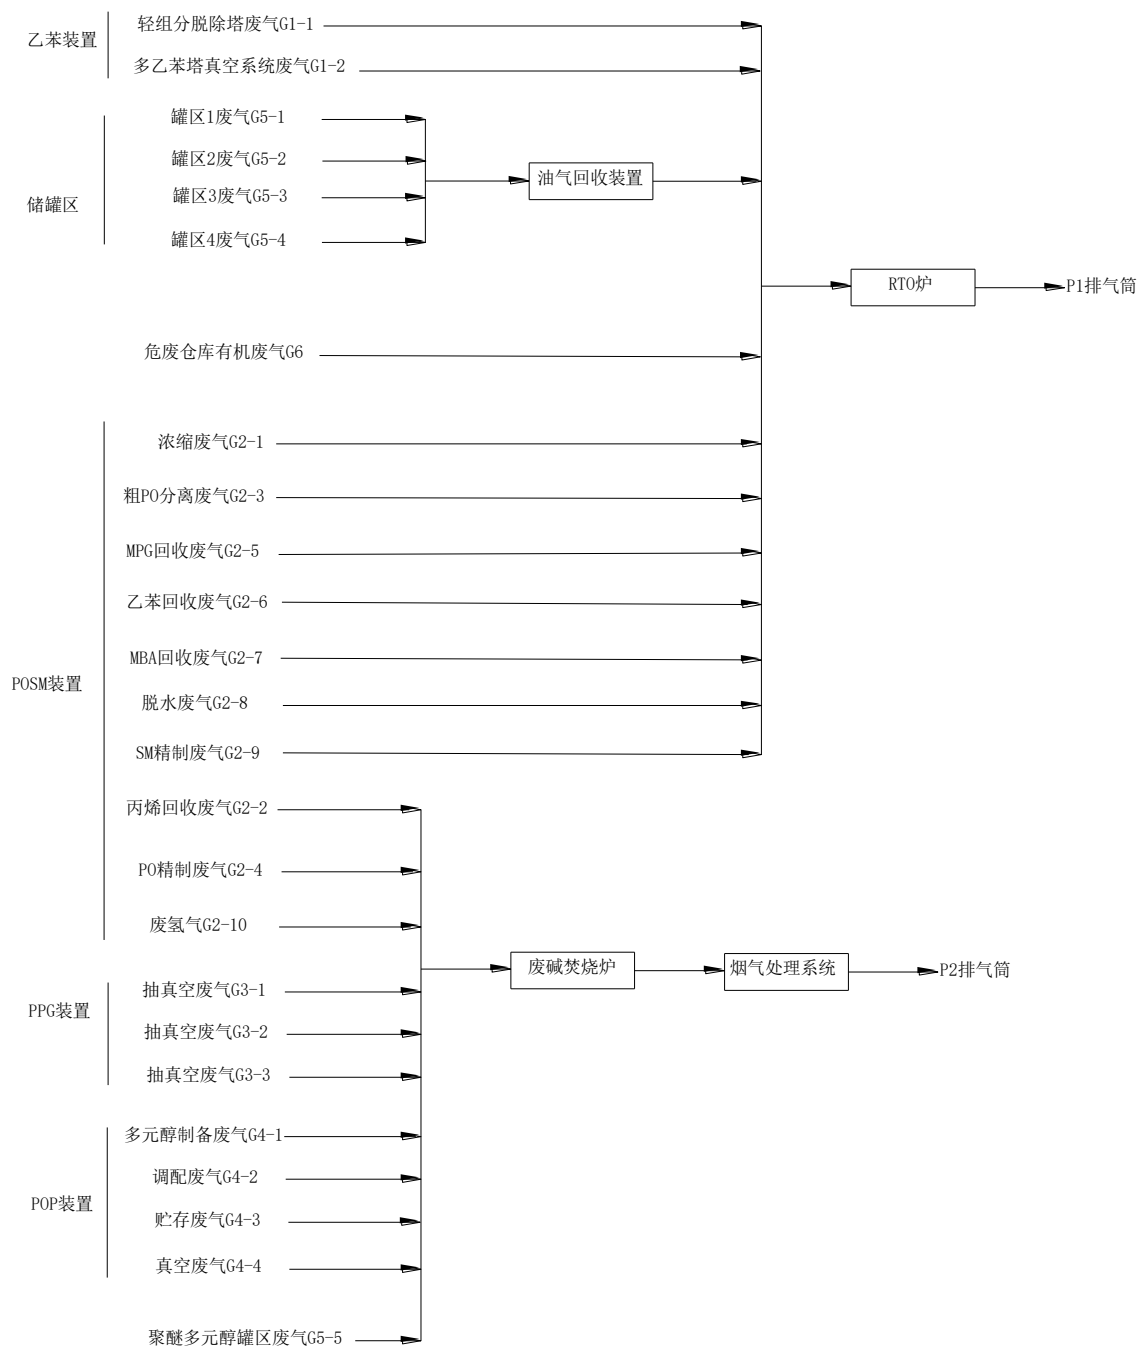 乙苯装置
轻组分脱除塔废气G1-1
多乙苯塔真空系统废气G1-2
储罐区
罐区1废气G5-1
罐区2废气G5-2
罐区3废气G5-3
罐区4废气G5-4
油气回收装置
RTO炉
P1排气筒
危废仓库有机废气G6
POSM装置
浓缩废气G2-1
粗PO分离废气G2-3
MPG回收废气G2-5
乙苯回收废气G2-6
MBA回收废气G2-7
脱水废气G2-8
SM精制废气G2-9
丙烯回收废气G2-2
PO精制废气G2-4
废氢气G2-10
废碱焚烧炉
烟气处理系统
P2排气筒
PPG装置
抽真空废气G3-1
抽真空废气G3-2
抽真空废气G3-3
POP装置
多元醇制备废气G4-1
调配废气G4-2
贮存废气G4-3
真空废气G4-4
聚醚多元醇罐区废气G5-5